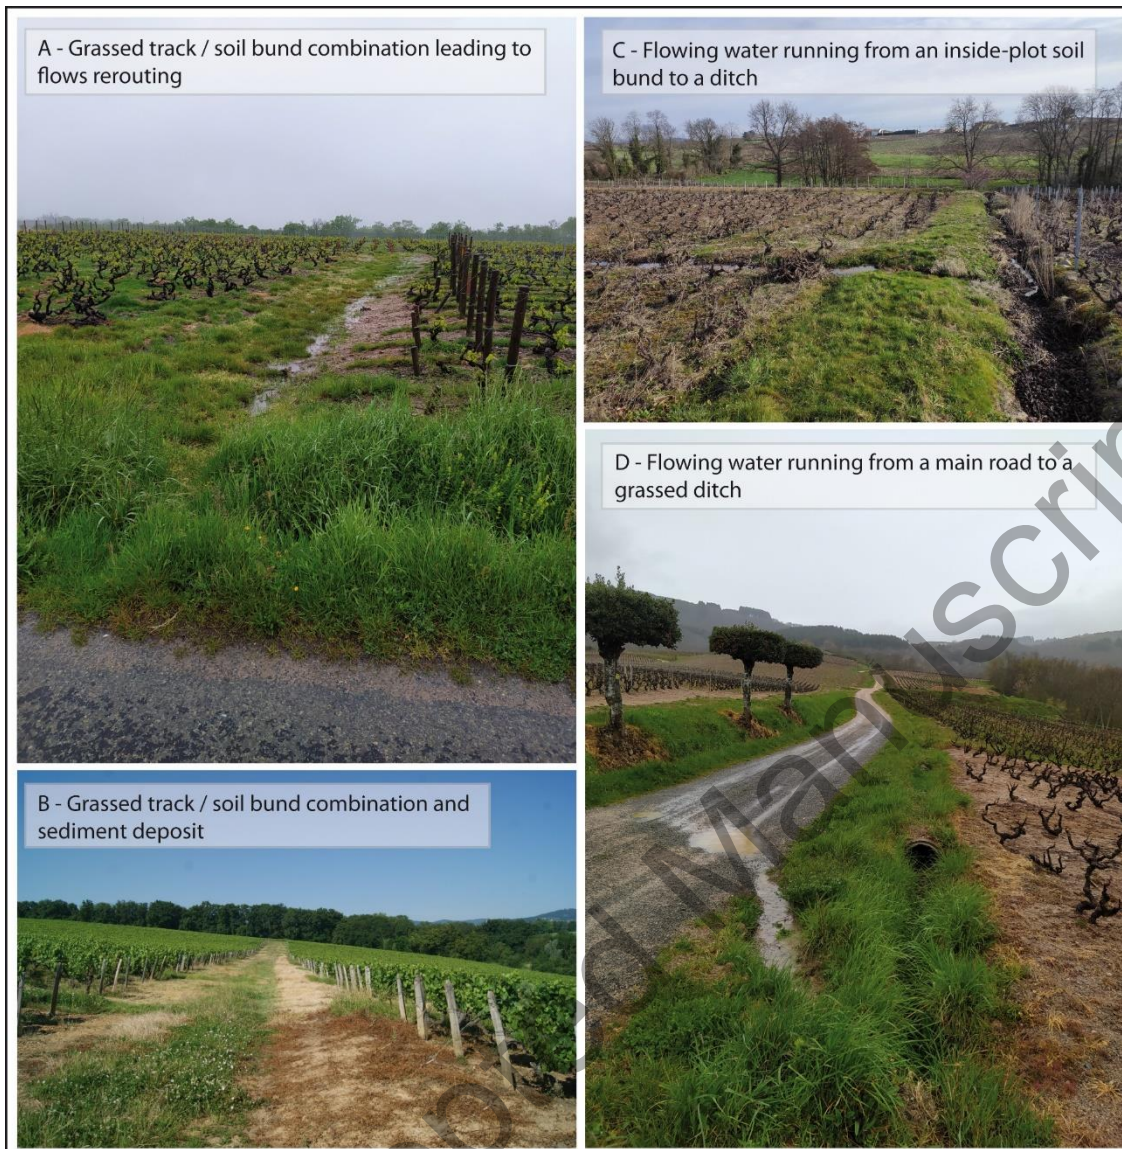 A - Grassed track / soil bund combination leading to
flows rerouting
C - Flowing water running from an inside-plot soil
bund to a ditch
D - Flowing water running from a main road to a
grassed ditch
B - Grassed track / soil bund combination and
sediment deposit
Manuscrip